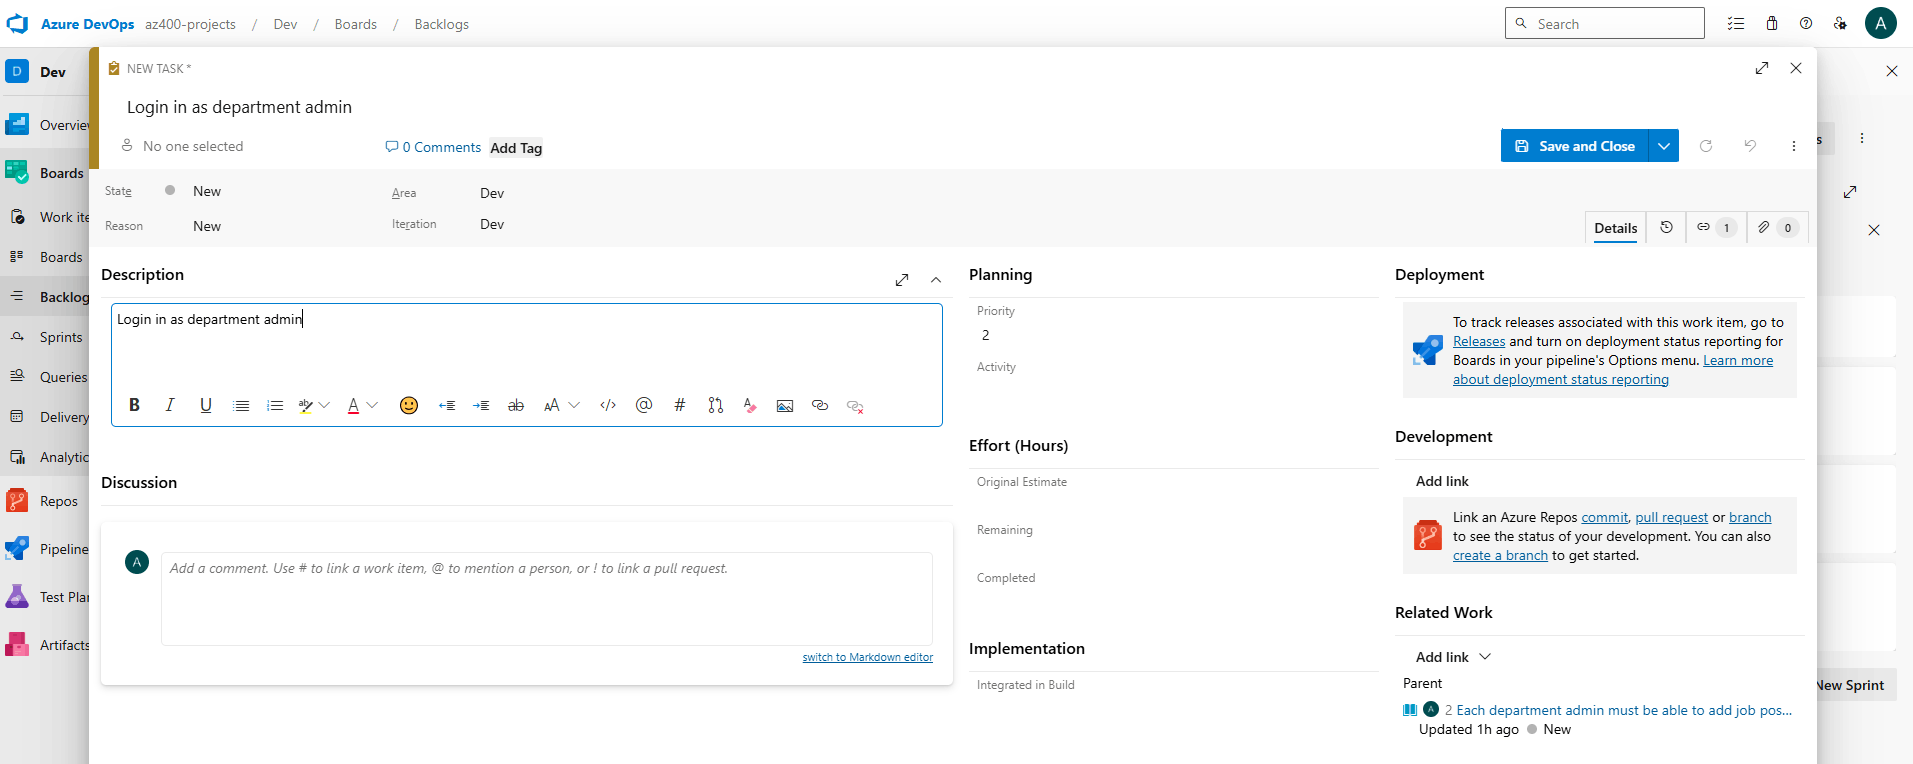 Azure DevOps az400-projects / Dev / Boards / Backlogs
Search
A
D Dev
NEW TASK *
Login in as department admin
No one selected
0 Comments
Add Tag
Save and Close
State New
Reason New
Area Dev
Iteration Dev
Details
1
0
Boards
Boards
Sprints
Queries
Delivery
Repos
Artifacts
Description
Login in as department admin
B I U ab A ab AA </> @ #
Discussion
A
Add a comment. Use # to link a work item, @ to mention a person, or ! to link a pull request.
switch to Markdown editor
Planning
Priority
2
Activity
Effort (Hours)
Original Estimate
Remaining
Completed
Implementation
Integrated in Build
Deployment
To track releases associated with this work item, go to
Releases and turn on deployment status reporting for
Boards in your pipeline's Options menu. Learn more
about deployment status reporting
Development
Add link
Link an Azure Repos commit, pull request or branch
to see the status of your development. You can also
create a branch to get started.
Related Work
Add link
Parent
A 2 Each department admin must be able to add job pos...
Updated 1h ago New
New Sprint